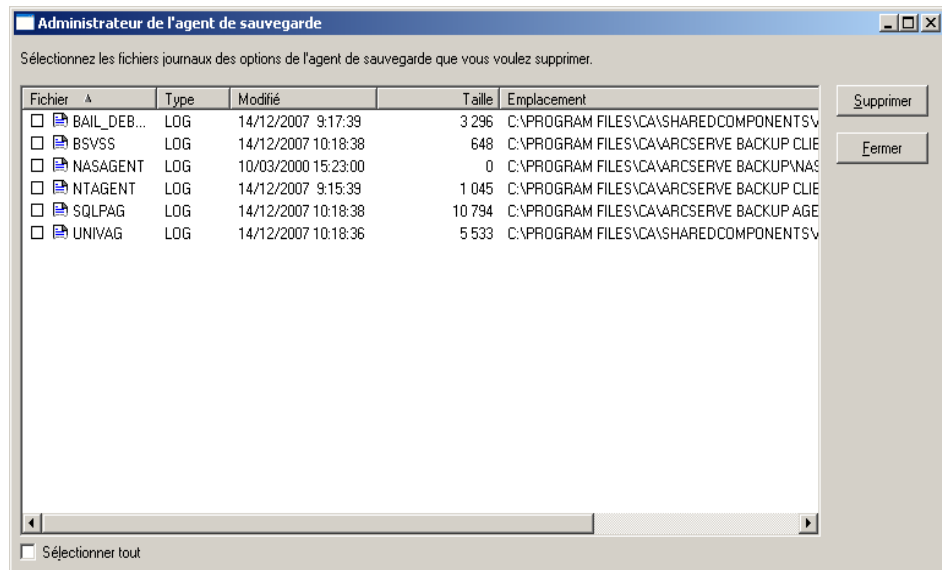 Administrateur de l'agent de sauvegarde
Sélectionnez les fichiers journaux des options de l'agent de sauvegarde que vous voulez supprimer.
Fichier Type Modifié Taille Emplacement
BAIL_DEB... LOG 14/12/2007 9:17:39 3 296 C:\PROGRAM FILES\CA\SHAREDCOMPONENTS\
BSVSS LOG 14/12/2007 10:18:38 648 C:\PROGRAM FILES\CA\ARCSERVE BACKUP CLIE
NASAGENT LOG 10/03/2000 15:23:00 0 C:\PROGRAM FILES\CA\ARCSERVE BACKUP\NAS
NTAGENT LOG 14/12/2007 9:15:39 1 045 C:\PROGRAM FILES\CA\ARCSERVE BACKUP CLIE
SQLPAG LOG 14/12/2007 10:18:38 10 794 C:\PROGRAM FILES\CA\ARCSERVE BACKUP AGE
UNIVAG LOG 14/12/2007 10:18:36 5 533 C:\PROGRAM FILES\CA\SHAREDCOMPONENTS\
Supprimer
Fermer
Sélectionner tout